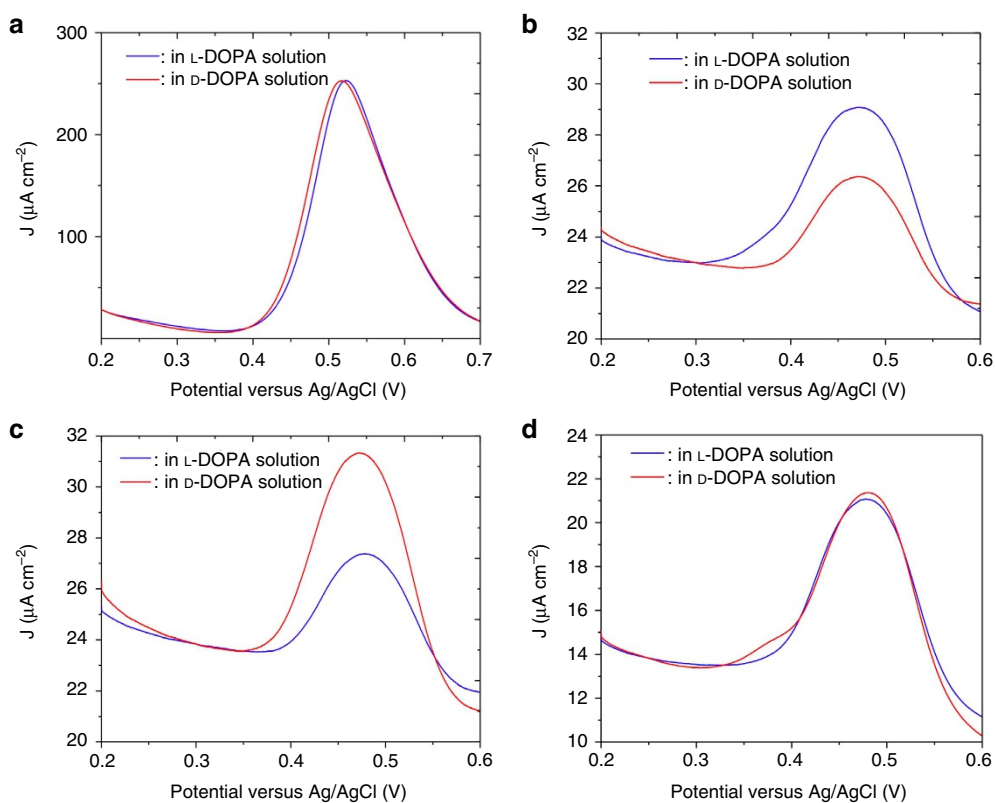 a
300
: in L-DOPA solution
: in D-DOPA solution
200
100
J (μA cm−2)
0.2 0.3 0.4 0.5 0.6 0.7
Potential versus Ag/AgCl (V)
b
32
: in L-DOPA solution
: in D-DOPA solution
30
28
26
24
22
20
J (μA cm−2)
0.2 0.3 0.4 0.5 0.6
Potential versus Ag/AgCl (V)
c
32
: in L-DOPA solution
: in D-DOPA solution
30
28
26
24
22
20
J (μA cm−2)
0.2 0.3 0.4 0.5 0.6
Potential versus Ag/AgCl (V)
d
24
: in L-DOPA solution
: in D-DOPA solution
22
20
18
16
14
12
10
J (μA cm−2)
0.2 0.3 0.4 0.5 0.6
Potential versus Ag/AgCl (V)